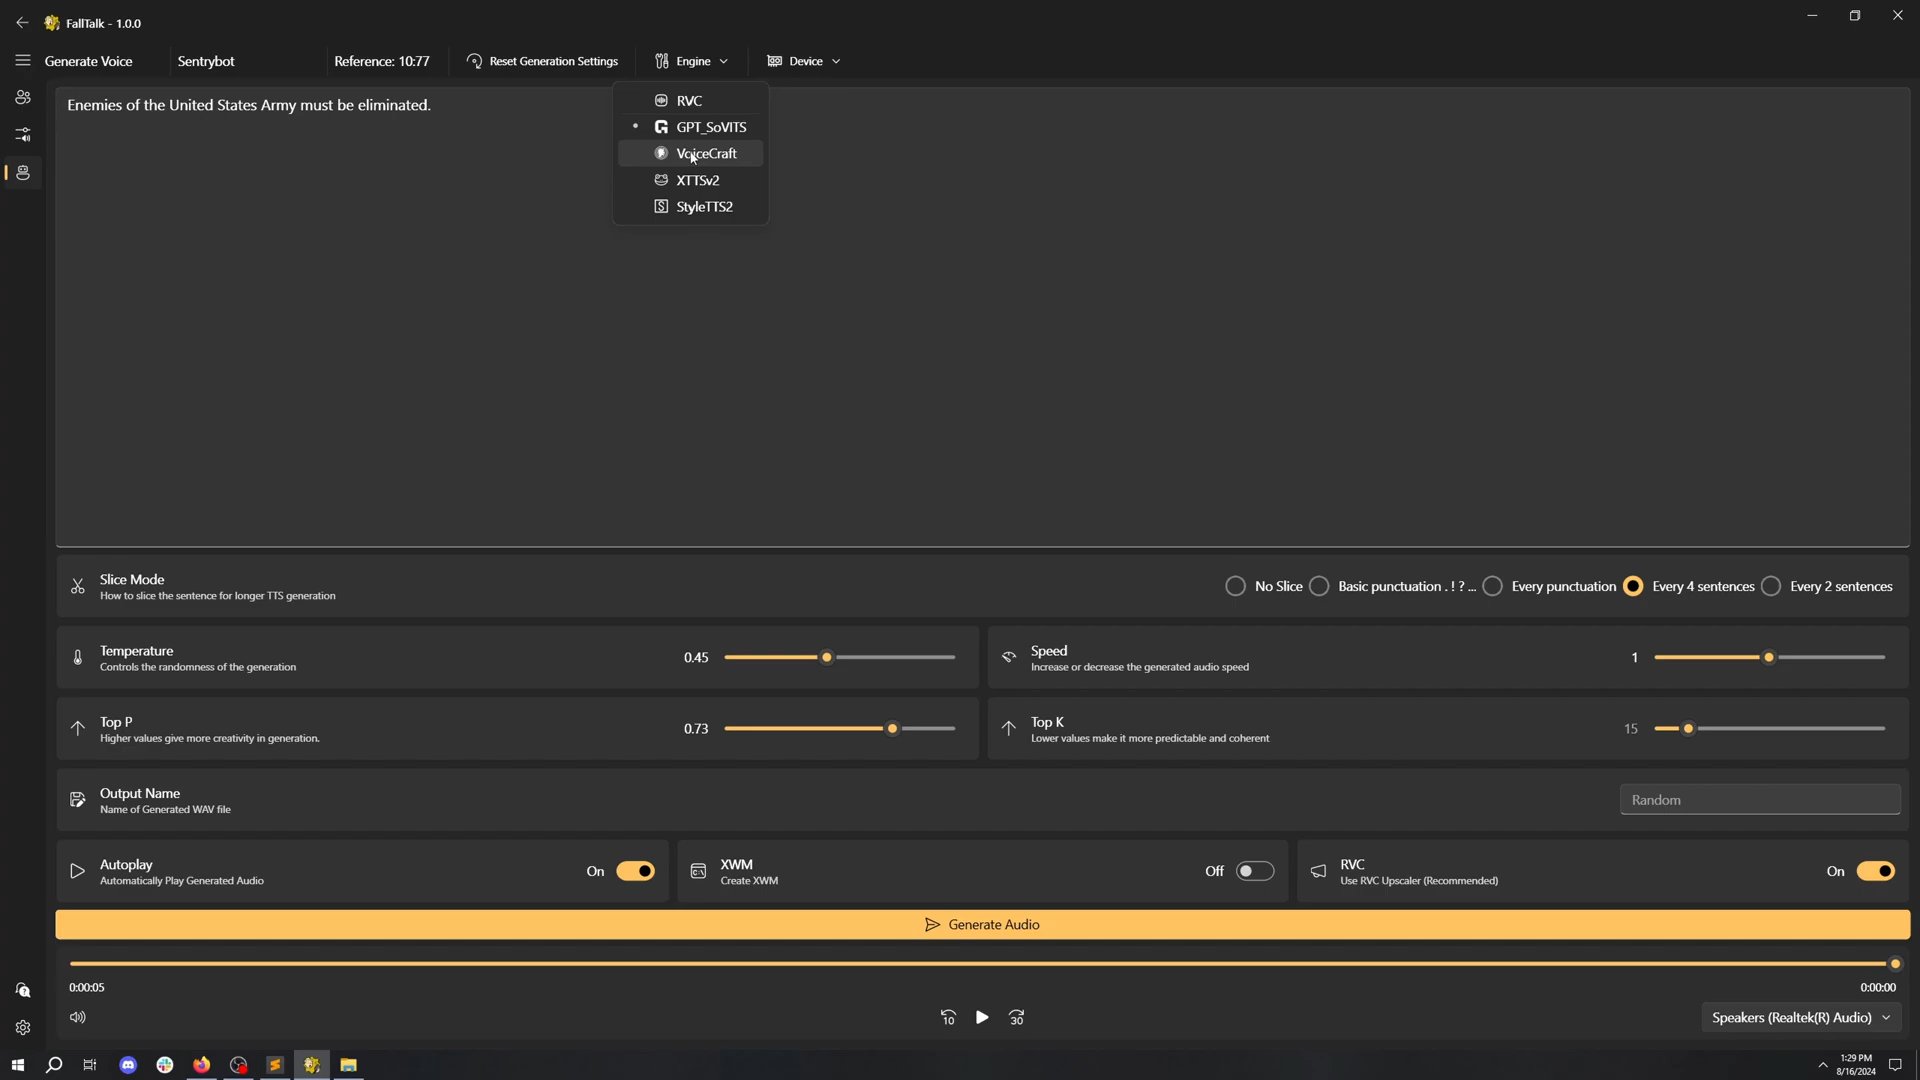 FallTalk - 1.0.0
Generate Voice
Sentrybot
Reference: 10:77
Reset Generation Settings
Engine
Device
Enemies of the United States Army must be eliminated.
RVC
GPT_SoVITS
VoiceCraft
XTTSv2
StyleTTS2
Slice Mode
How to slice the sentence for longer TTS generation
No Slice
Basic punctuation . ! ? ...
Every punctuation
Every 4 sentences
Every 2 sentences
Temperature
Controls the randomness of the generation
0.45
Speed
Increase or decrease the generated audio speed
1
Top P
Higher values give more creativity in generation.
0.73
Top K
Lower values make it more predictable and coherent
15
Output Name
Name of Generated WAV file
Random
Autoplay
Automatically Play Generated Audio
On
XWM
Create XWM
Off
RVC
Use RVC Upscaler (Recommended)
On
Generate Audio
0:00:05
0:00:00
10
30
Speakers (Realtek(R) Audio)
1:29 PM
8/16/2024